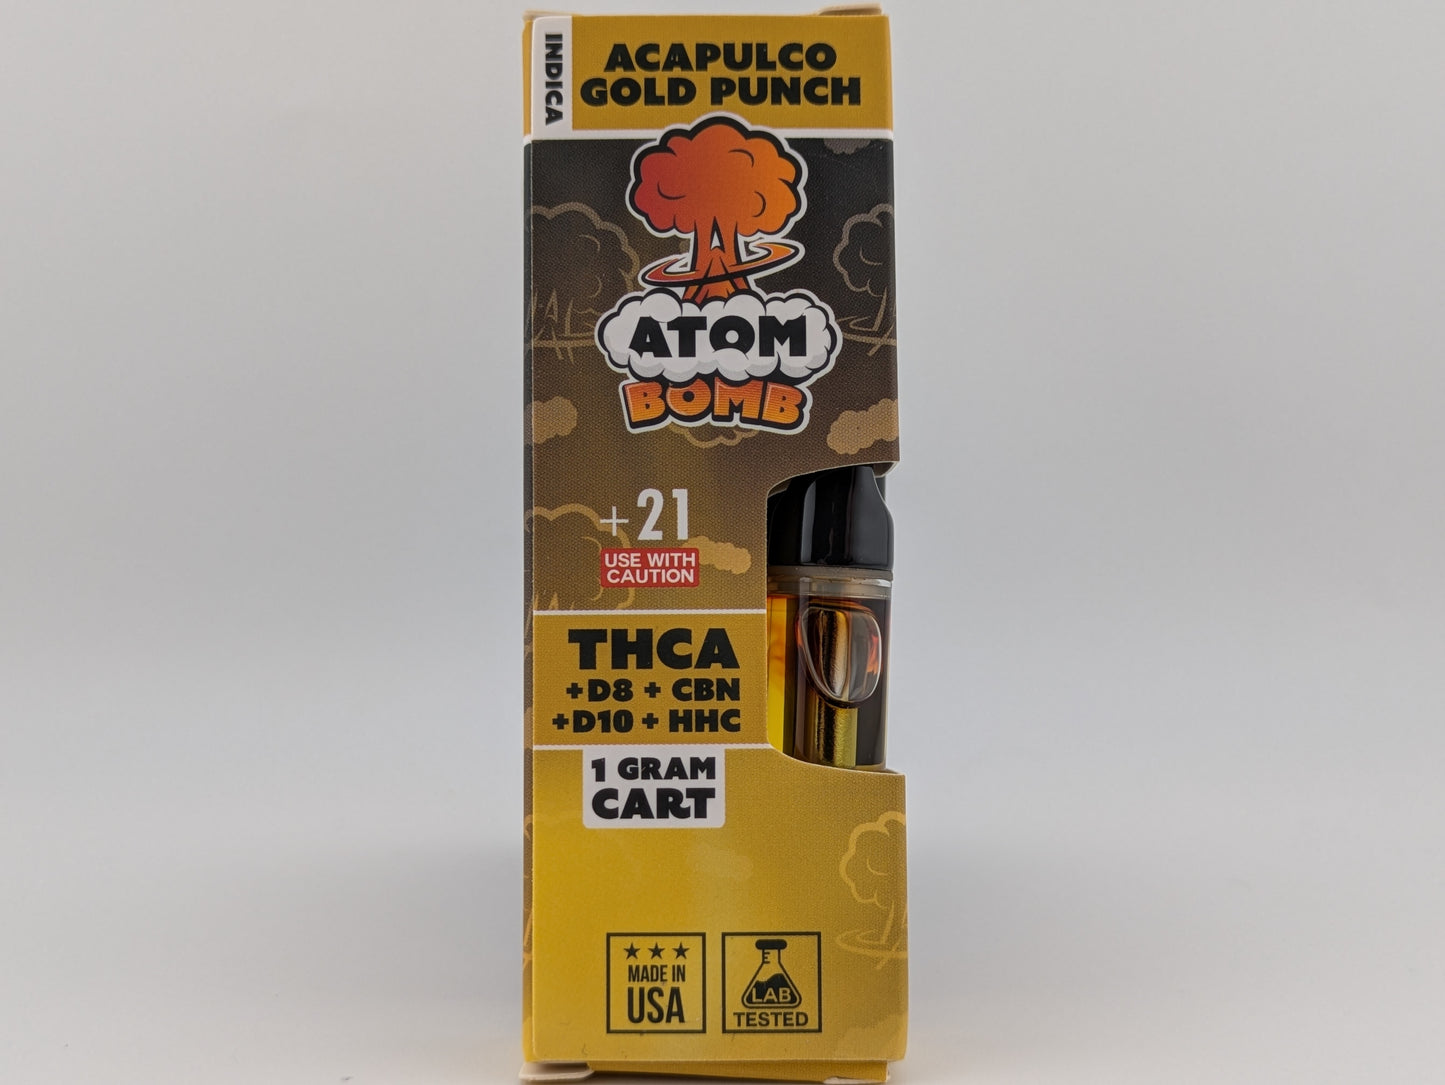 INDICA
ACAPULCO
GOLD PUNCH
ATOM
BOMB
+21
USE WITH
CAUTION
THCA
+D8 + CBN
+D10 + HHC
1 GRAM
CART
MADE IN
USA
LAB
TESTED